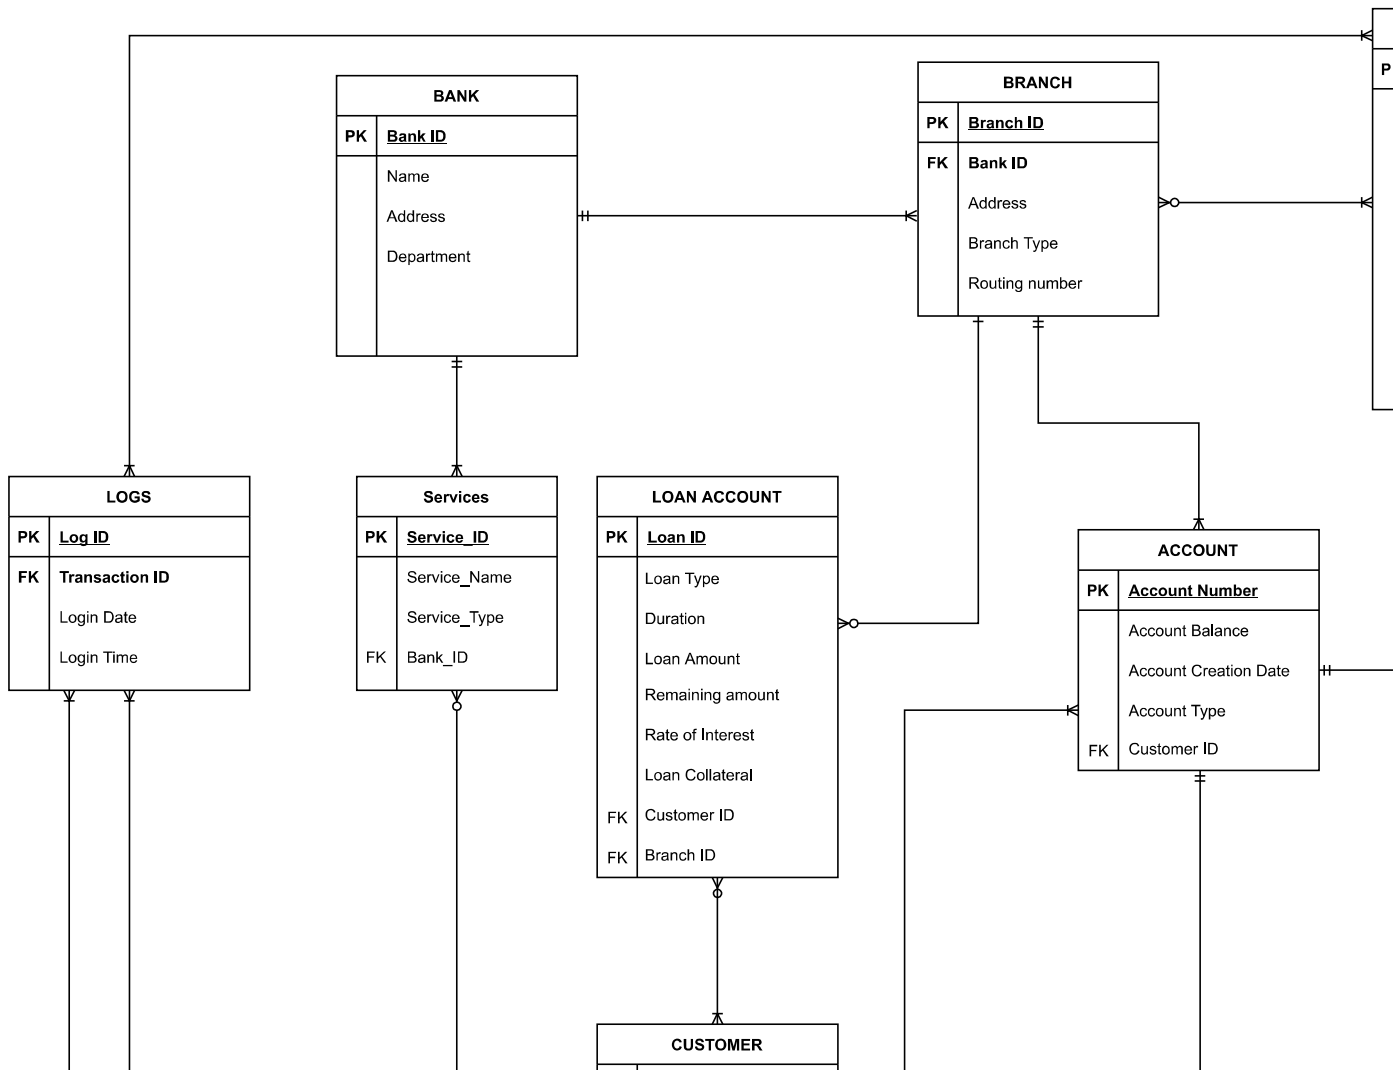 BANK
PK Bank ID
Name
Address
Department
BRANCH
PK Branch ID
FK Bank ID
Address
Branch Type
Routing number
P
LOGS
PK Log ID
FK Transaction ID
Login Date
Login Time
Services
PK Service_ID
Service_Name
Service_Type
FK Bank_ID
LOAN ACCOUNT
PK Loan ID
Loan Type
Duration
Loan Amount
Remaining amount
Rate of Interest
Loan Collateral
FK Customer ID
FK Branch ID
ACCOUNT
PK Account Number
Account Balance
Account Creation Date
Account Type
FK Customer ID
CUSTOMER